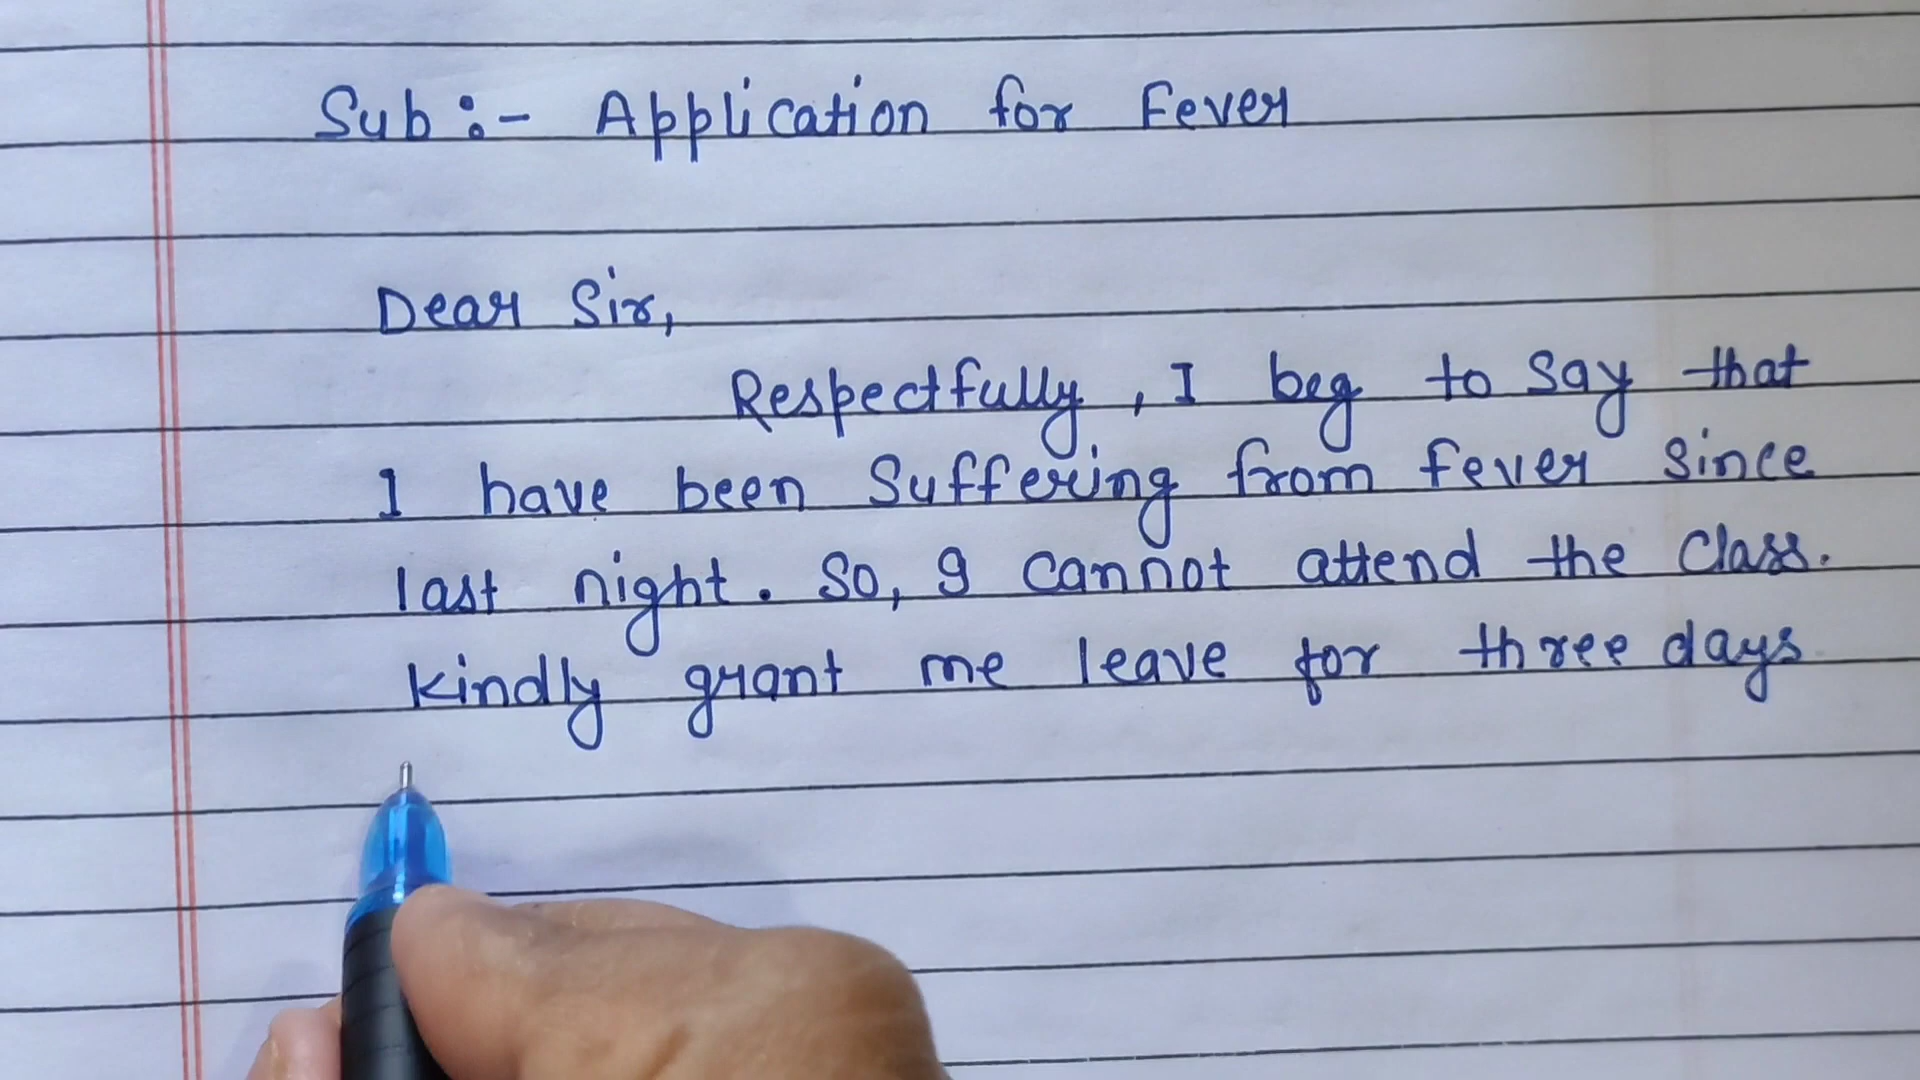 Sub :- Application for Fever
Dear Sir,
Respectfully, I beg to say that
I have been Suffering from fever since
last night. So, I cannot attend the Class.
Kindly grant me leave for three days